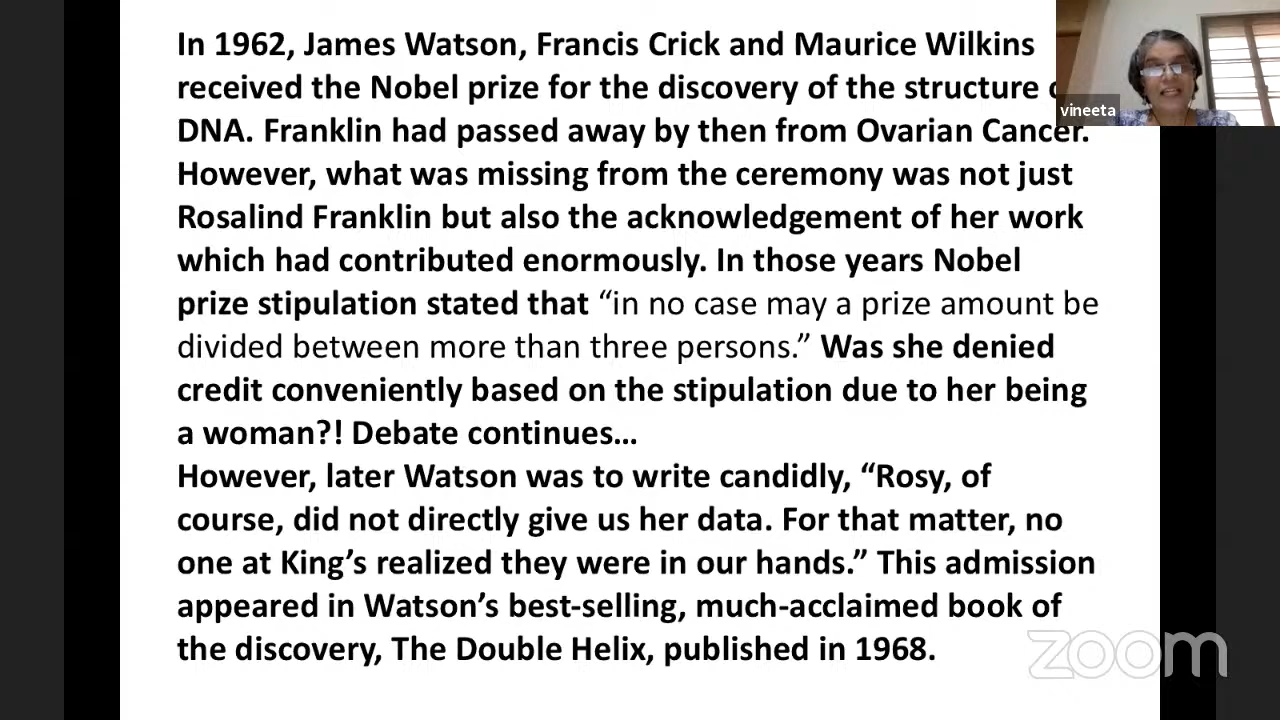 In 1962, James Watson, Francis Crick and Maurice Wilkins
received the Nobel prize for the discovery of the structure
DNA. Franklin had passed away by then from Ovarian Cancer.
However, what was missing from the ceremony was not just
Rosalind Franklin but also the acknowledgement of her work
which had contributed enormously. In those years Nobel
prize stipulation stated that “in no case may a prize amount be
divided between more than three persons.” Was she denied
credit conveniently based on the stipulation due to her being
a woman?! Debate continues...
However, later Watson was to write candidly, “Rosy, of
course, did not directly give us her data. For that matter, no
one at King’s realized they were in our hands.” This admission
appeared in Watson’s best-selling, much-acclaimed book of
the discovery, The Double Helix, published in 1968.
vineeta
zoom